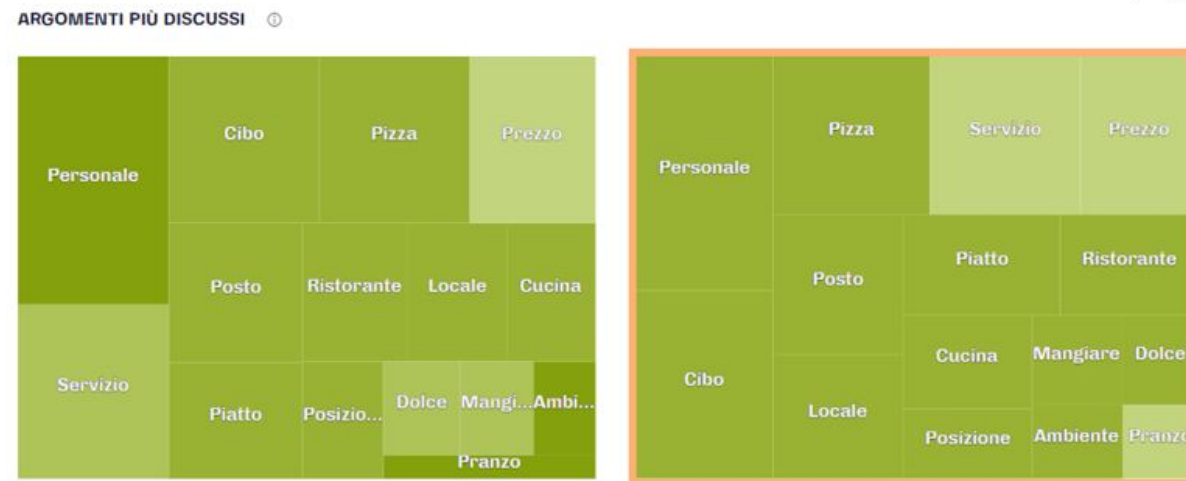 ARGOMENTI PIÙ DISCUSSI
Personale
Cibo
Pizza
Prezzo
Servizio
Posto
Ristorante
Locale
Cucina
Piatto
Posizio...
Dolce
Mangi...
Ambi...
Pranzo
Personale
Cibo
Pizza
Servizio
Prezzo
Posto
Locale
Piatto
Ristorante
Cucina
Mangiare
Dolce
Posizione
Ambiente
Pranzo